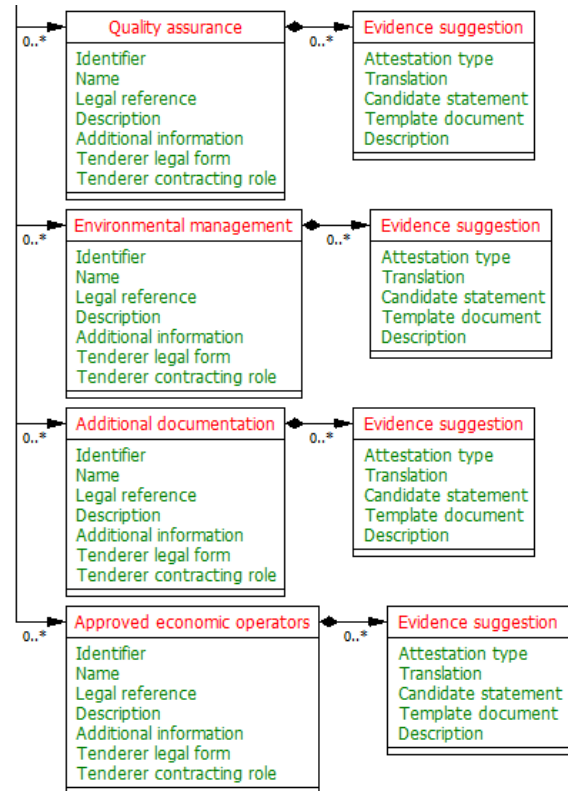 Quality assurance
0..*
Identifier
Name
Legal reference
Description
Additional information
Tenderer legal form
Tenderer contracting role
Evidence suggestion
0..*
Attestation type
Translation
Candidate statement
Template document
Description
Environmental management
0..*
Identifier
Name
Legal reference
Description
Additional information
Tenderer legal form
Tenderer contracting role
Evidence suggestion
0..*
Attestation type
Translation
Candidate statement
Template document
Description
Additional documentation
0..*
Identifier
Name
Legal reference
Description
Additional information
Tenderer legal form
Tenderer contracting role
Evidence suggestion
0..*
Attestation type
Translation
Candidate statement
Template document
Description
Approved economic operators
0..*
Identifier
Name
Legal reference
Description
Additional information
Tenderer legal form
Tenderer contracting role
Evidence suggestion
0..*
Attestation type
Translation
Candidate statement
Template document
Description